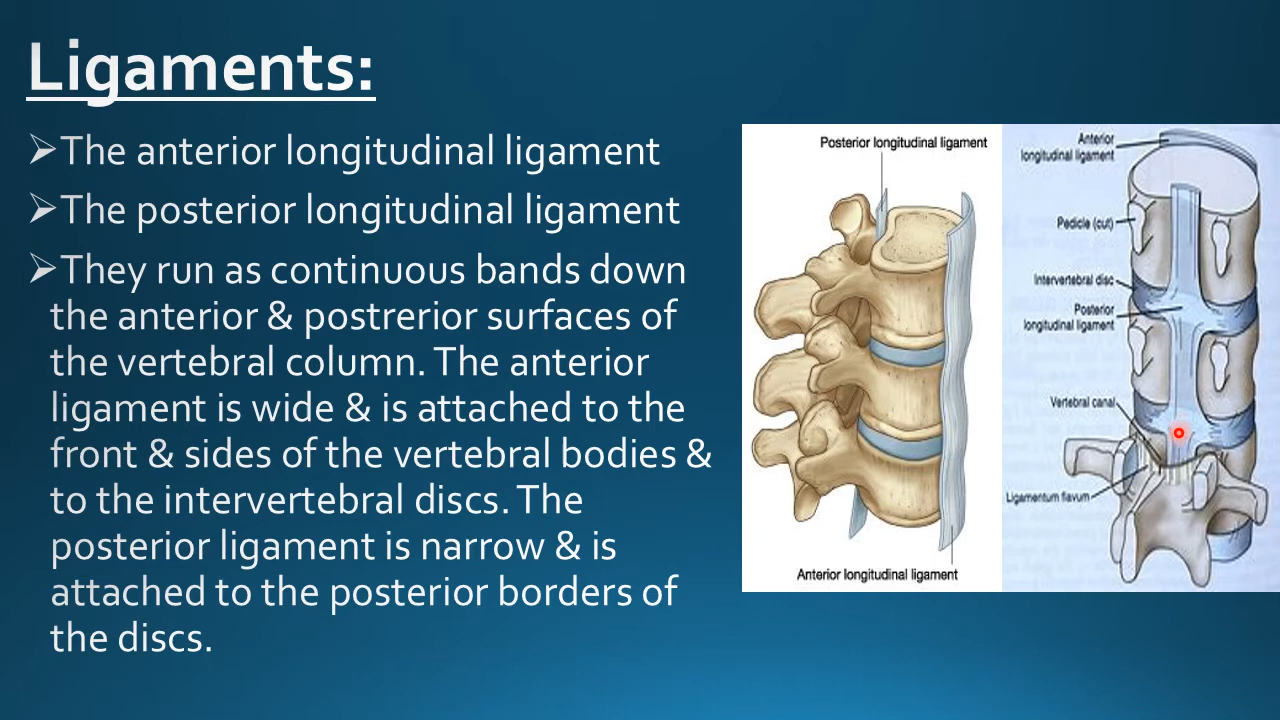 Ligaments:
➢The anterior longitudinal ligament
➢The posterior longitudinal ligament
➢They run as continuous bands down
the anterior & postrerior surfaces of
the vertebral column. The anterior
ligament is wide & is attached to the
front & sides of the vertebral bodies &
to the intervertebral discs. The
posterior ligament is narrow & is
attached to the posterior borders of
the discs.
Posterior longitudinal ligament
Anterior longitudinal ligament
Anterior
longitudinal ligament
Pedicle (cut)
Intervertebral disc
Posterior
longitudinal ligament
Vertebral canal
Ligamentum flavum